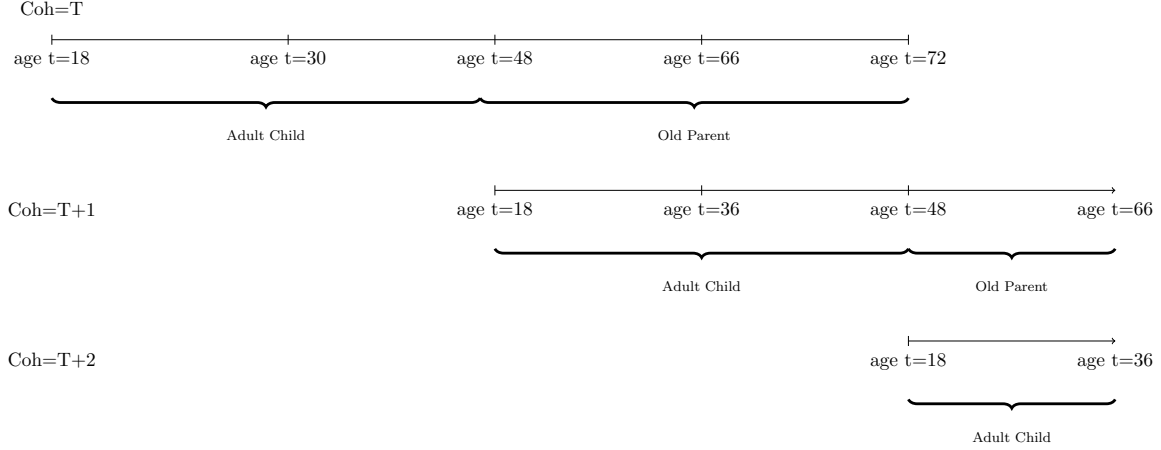 Coh=T
age t=18 age t=30 age t=48 age t=66 age t=72
Adult Child Old Parent
Coh=T+1 age t=18 age t=36 age t=48 age t=66
Adult Child Old Parent
Coh=T+2 age t=18 age t=36
Adult Child